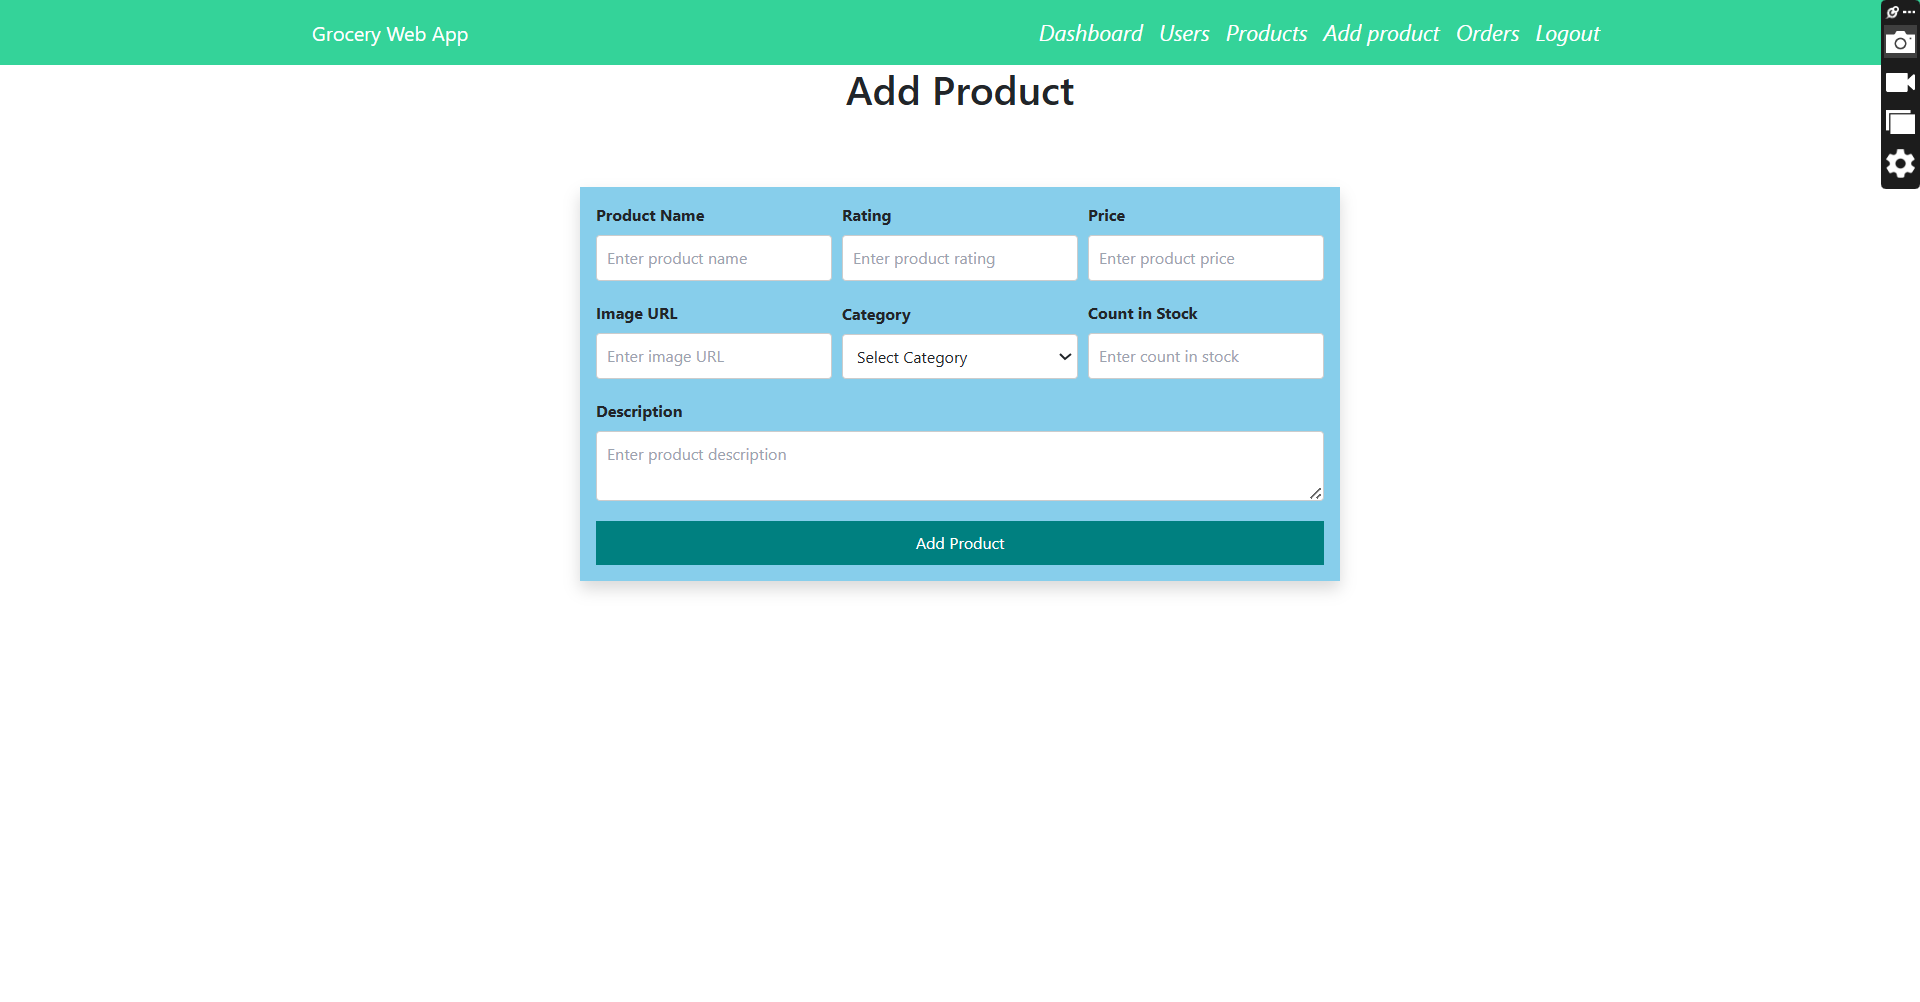 Grocery Web App
Dashboard Users Products Add product Orders Logout
Add Product
Product Name Rating Price
Enter product name Enter product rating Enter product price
Image URL Category Count in Stock
Enter image URL Select Category Enter count in stock
Description
Enter product description
Add Product